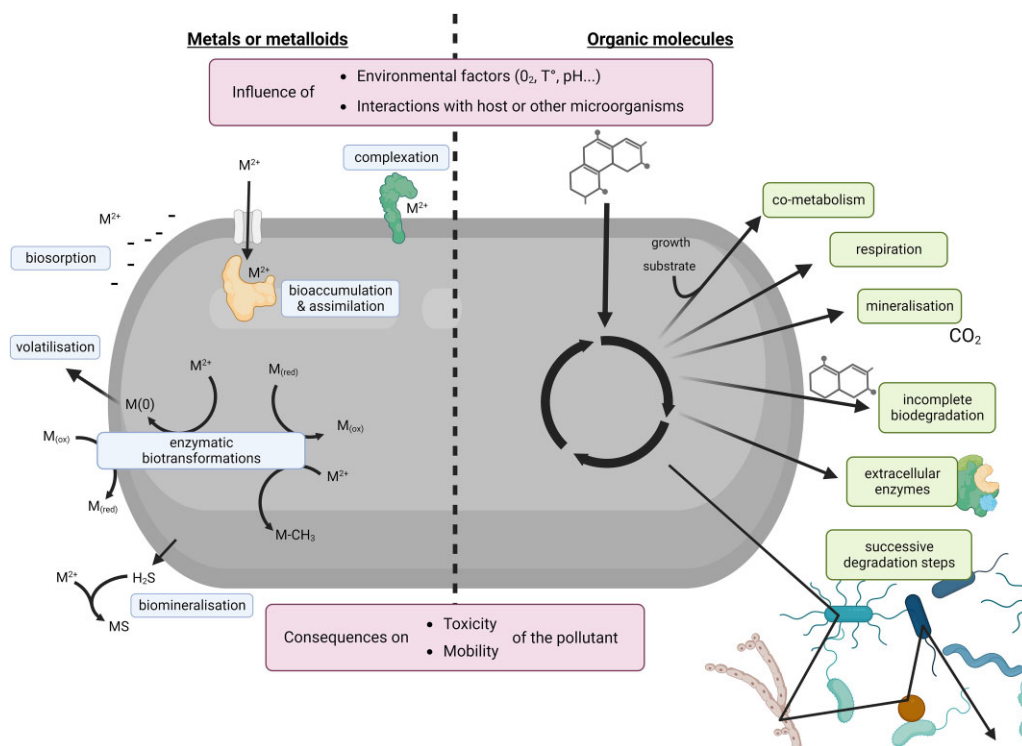 Metals or metalloids
Organic molecules
Influence of
• Environmental factors (0₂, T°, pH...)
• Interactions with host or other microorganisms
complexation
M²⁺
M²⁺
M²⁺
biosorption
M²⁺
bioaccumulation
& assimilation
growth
substrate
co-metabolism
respiration
mineralisation
CO₂
incomplete
biodegradation
extracellular
enzymes
successive
degradation steps
volatilisation
M²⁺
M(red)
M(0)
M(ox)
M(ox)
enzymatic
biotransformations
M²⁺
M(red)
M-CH₃
M²⁺
H₂S
biomineralisation
MS
Consequences on
• Toxicity
• Mobility
of the pollutant